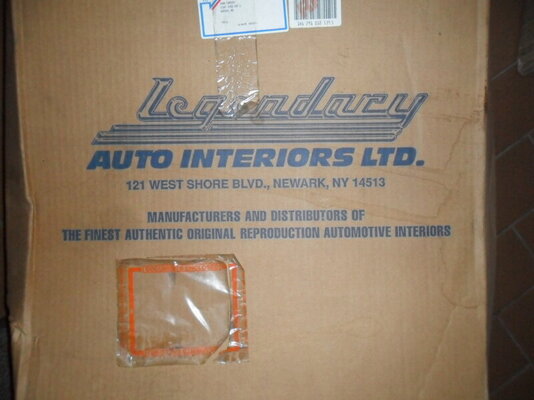 Legendary
AUTO INTERIORS LTD.
121 WEST SHORE BLVD., NEWARK, NY 14513
MANUFACTURERS AND DISTRIBUTORS OF
THE FINEST AUTHENTIC ORIGINAL REPRODUCTION AUTOMOTIVE INTERIORS